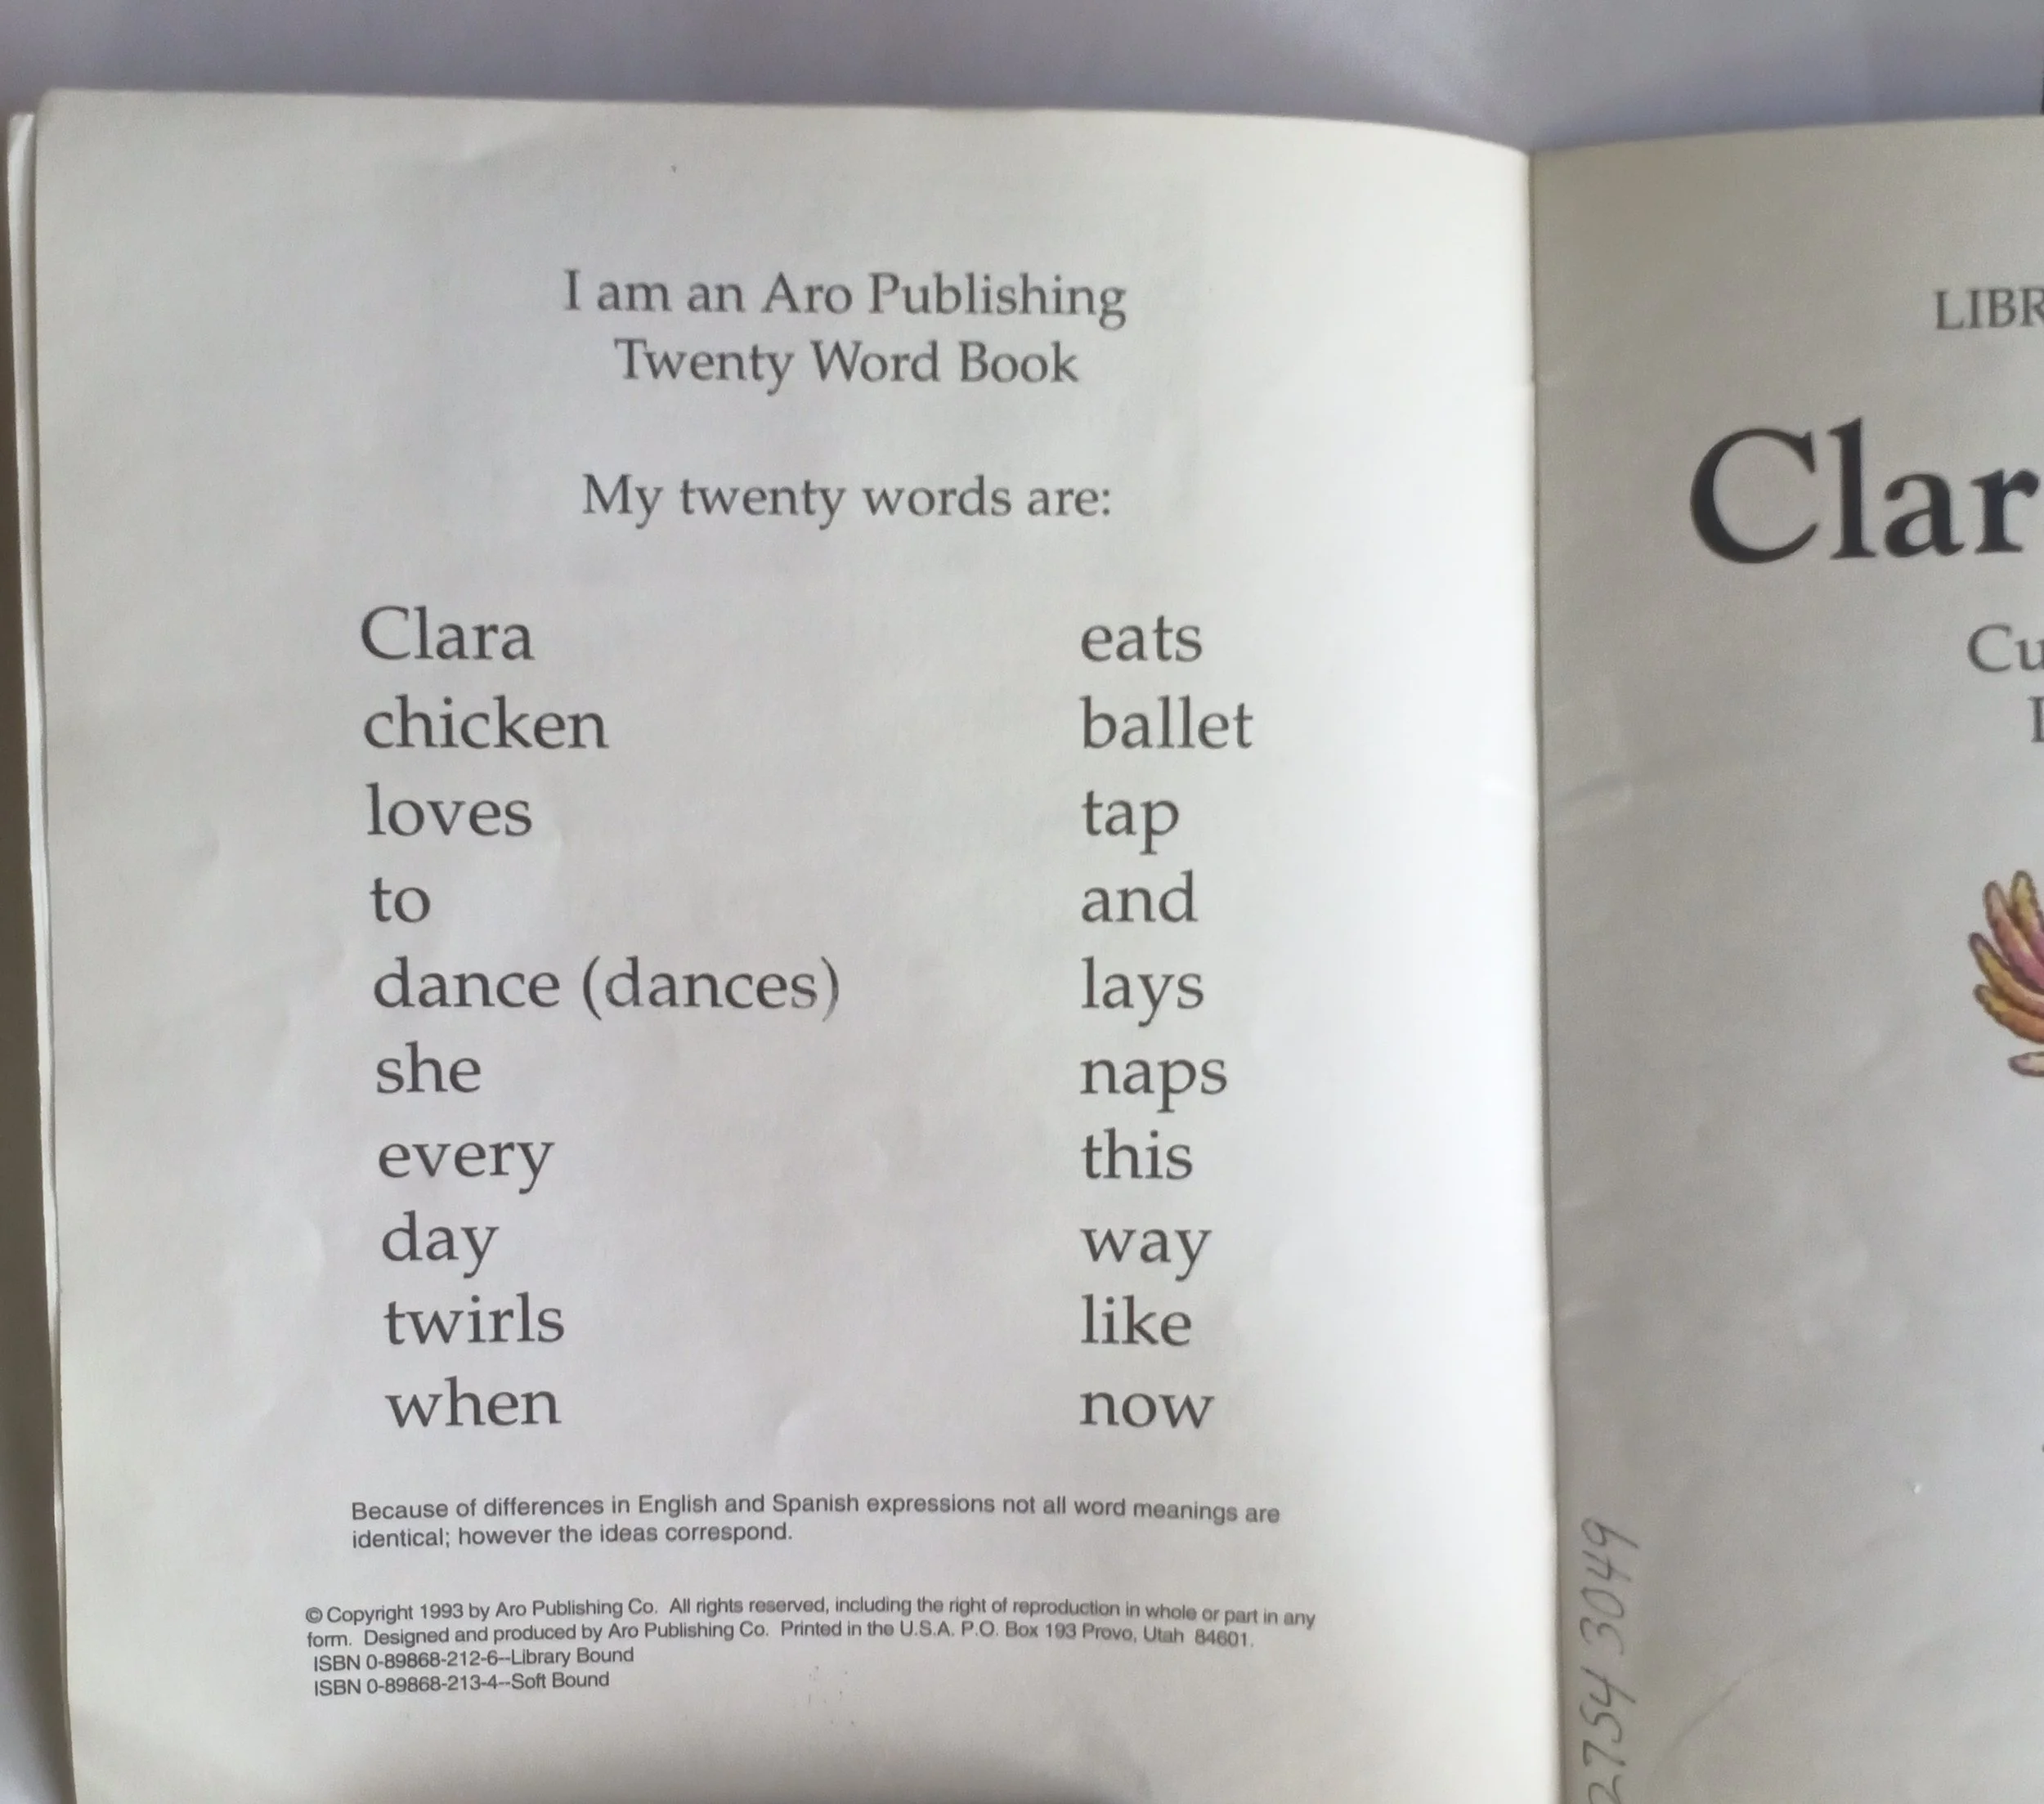 I am an Aro Publishing
Twenty Word Book
My twenty words are:
Clara
chicken
loves
to
dance (dances)
she
every
day
twirls
when
eats
ballet
tap
and
lays
naps
this
way
like
now
Because of differences in English and Spanish expressions not all word meanings are
identical; however the ideas correspond.
© Copyright 1993 by Aro Publishing Co. All rights reserved, including the right of reproduction in whole or part in any
form. Designed and produced by Aro Publishing Co. Printed in the U.S.A. P.O. Box 193 Provo, Utah 84601.
ISBN 0-89868-212-6--Library Bound
ISBN 0-89868-213-4--Soft Bound
LIBR
Clar
Cu